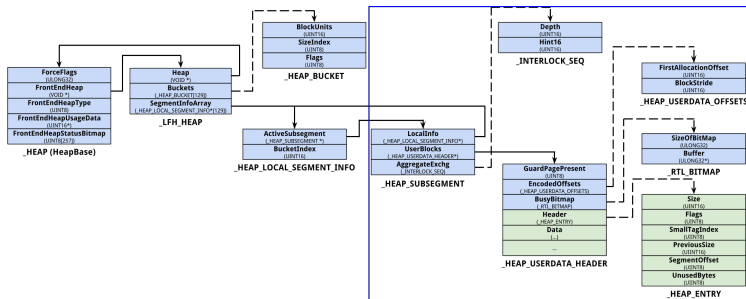 ForceFlags
(ULONG32)
FrontEndHeap
(VOID *)
FrontEndHeapType
(UINT8)
FrontEndHeapUsageData
(UINT16*)
FrontEndHeapStatusBitmap
(UINT8[257])
_HEAP (HeapBase)
Heap
(VOID *)
Buckets
(_HEAP_BUCKET[129])
SegmentInfoArray
(_HEAP_LOCAL_SEGMENT_INFO*[129])
_LFH_HEAP
BlockUnits
(UINT16)
SizeIndex
(UINT8)
Flags
(UINT8)
_HEAP_BUCKET
ActiveSubsegment
(_HEAP_SUBSEGMENT *)
BucketIndex
(UINT16)
_HEAP_LOCAL_SEGMENT_INFO
LocalInfo
(_HEAP_LOCAL_SEGMENT_INFO*)
UserBlocks
(_HEAP_USERDATA_HEADER*)
AggregateExchg
(_INTERLOCK_SEQ)
_HEAP_SUBSEGMENT
Depth
(UINT16)
Hint16
(UINT16)
_INTERLOCK_SEQ
GuardPagePresent
(UINT8)
EncodedOffsets
(_HEAP_USERDATA_OFFSETS)
BusyBitmap
(_RTL_BITMAP)
Header
(_HEAP_ENTRY)
Data
(...)
...
_HEAP_USERDATA_HEADER
FirstAllocationOffset
(UINT16)
BlockStride
(UINT16)
_HEAP_USERDATA_OFFSETS
SizeOfBitMap
(ULONG32)
Buffer
(ULONG32*)
_RTL_BITMAP
Size
(UINT16)
Flags
(UINT8)
SmallTagIndex
(UINT8)
PreviousSize
(UINT16)
SegmentOffset
(UINT8)
UnusedBytes
(UINT8)
_HEAP_ENTRY